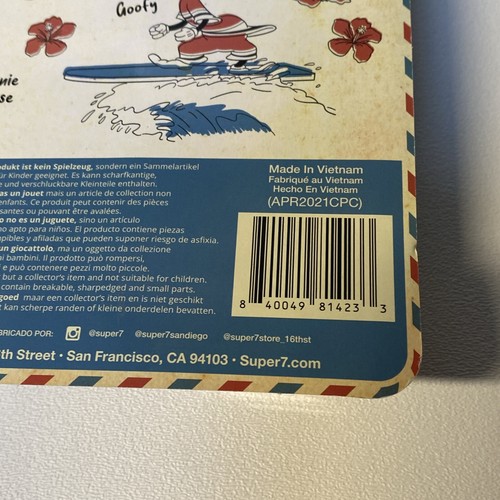 Goofy
nie
se
dukt ist kein Spielzeug, sondern ein Sammelartikel
ür Kinder geeignet. Es kann scharfkantige,
e und verschluckbare Kleinteile enthalten.
as un jouet mais un article de collection non
enfants. Ce produit peut contenir des pièces
santes ou pouvant être avalées.
o no es un juguete, sino un artículo
no apto para niños. El producto contiene piezas
mpibles y afiladas que pueden suponer riesgo de asfixia.
un giocattolo, ma un oggetto da collezione
ai bambini. Il prodotto può rompersi,
i e può contenere pezzi molto piccole.
but a collector's item and not suitable for children.
contain breakable, sharpedged and small parts.
goed maar een collector's item en is niet geschikt
t kan scherpe randen of kleine onderdelen bevatten.
Made In Vietnam
Fabriqué au Vietnam
Hecho En Vietnam
(APR2021CPC)
8 40049 81423 3
BRICADO POR: @super7 @super7sandiego @super7store_16thst
6th Street • San Francisco, CA 94103 • Super7.com